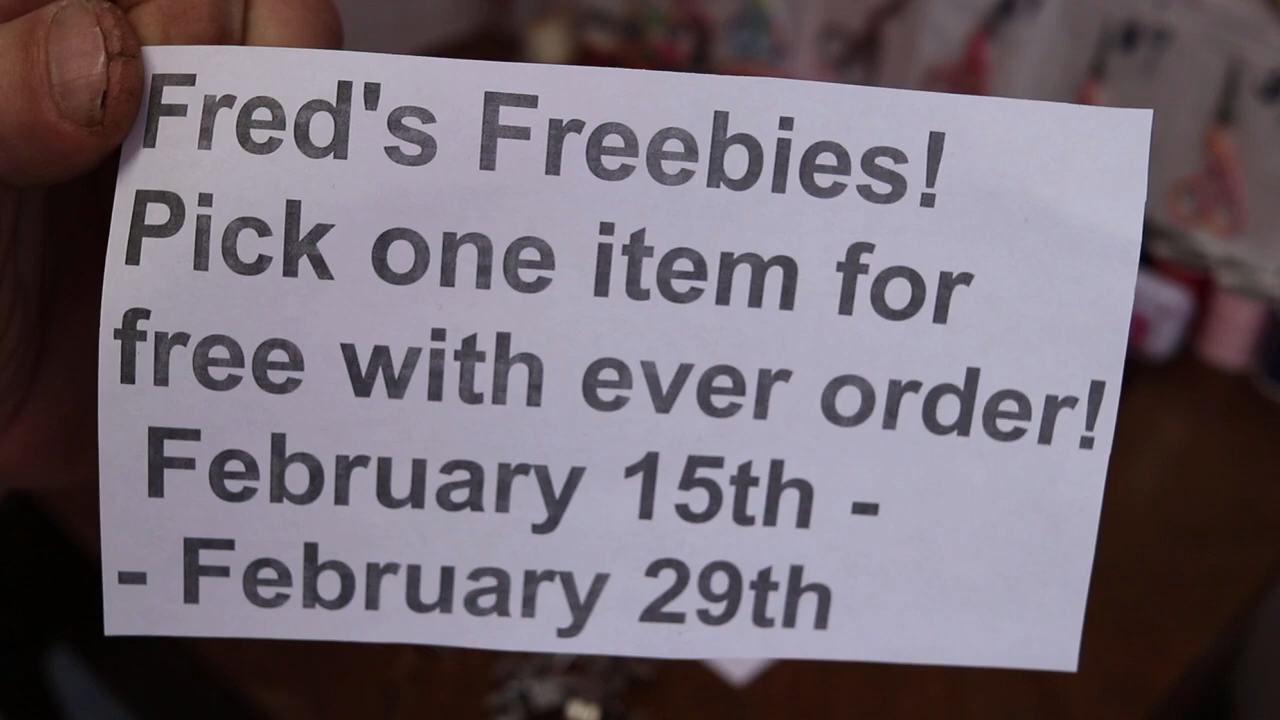 Fred's Freebies!
Pick one item for
free with ever order!
February 15th -
- February 29th